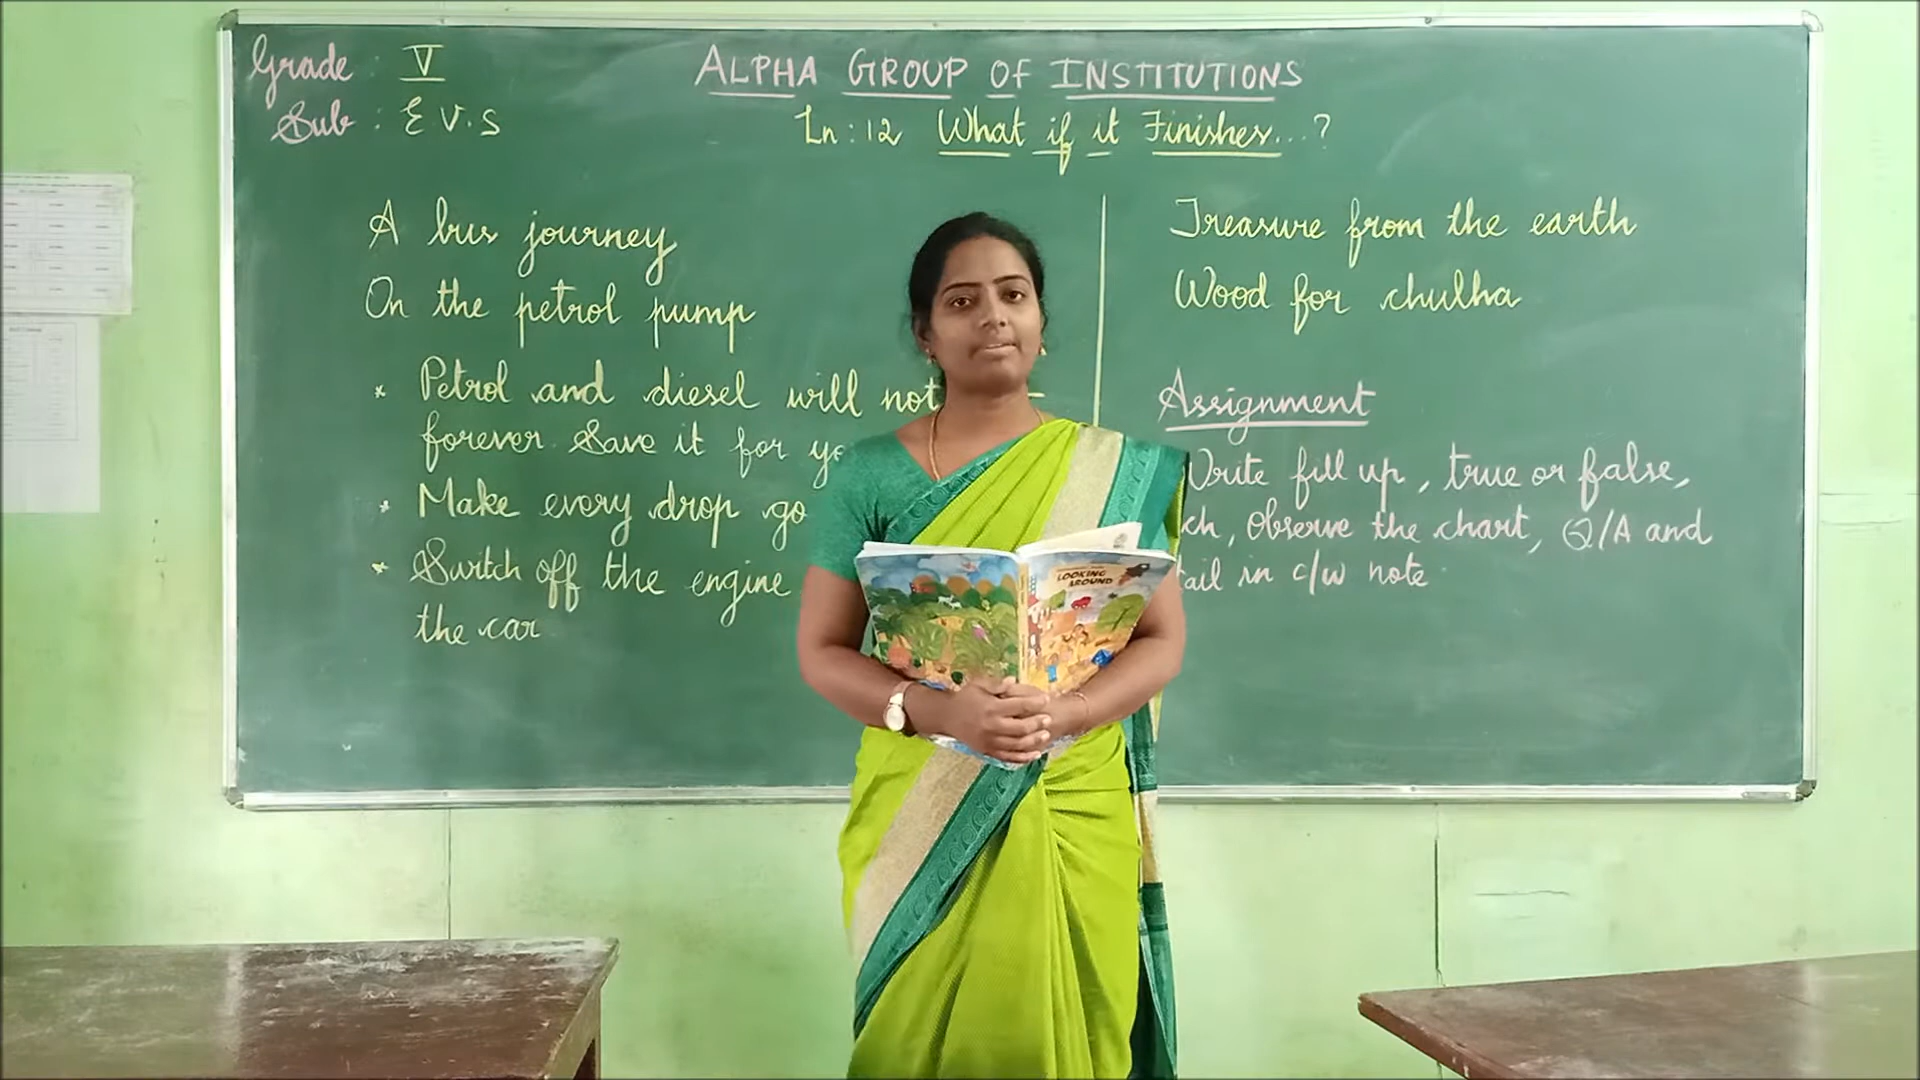 Grade : V
Sub : E V.S
ALPHA GROUP OF INSTITUTIONS
Ln : 12 What if it Finishes...?
A bus journey
On the petrol pump
* Petrol and diesel will not
forever. Save it for
* Make every drop go
* Switch off the engine
the car
Treasure from the earth
Wood for chulha
Assignment
Write fill up, true or false,
ch, Observe the chart, Q/A and
tail in c/w note
LOOKING
AROUND